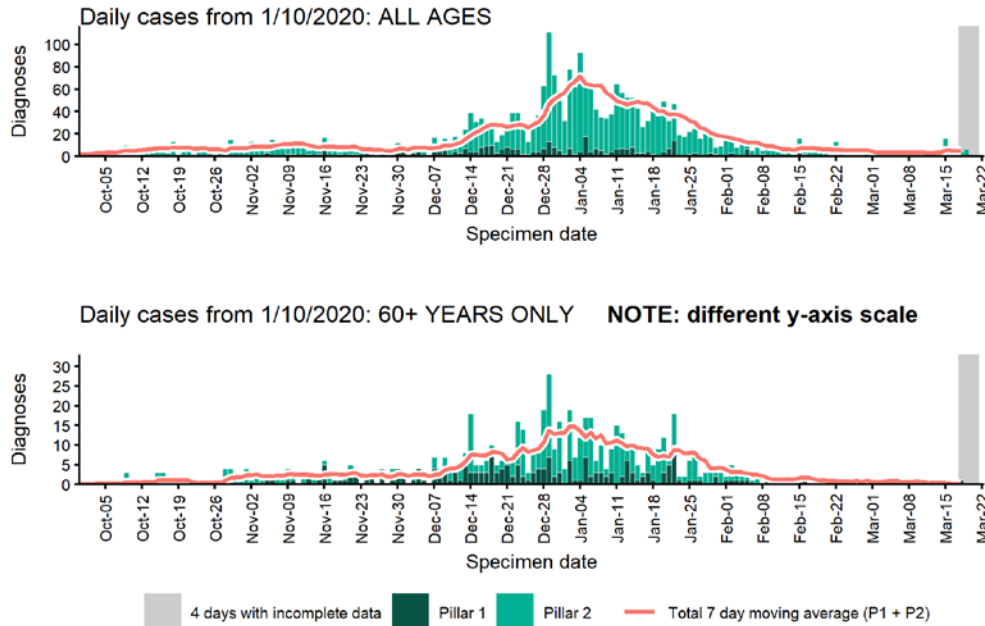 Daily cases from 1/10/2020: ALL AGES
Diagnoses
100
80
60
40
20
0
Oct-05
Oct-12
Oct-19
Oct-26
Nov-02
Nov-09
Nov-16
Nov-23
Nov-30
Dec-07
Dec-14
Dec-21
Dec-28
Jan-04
Jan-11
Jan-18
Jan-25
Feb-01
Feb-08
Feb-15
Feb-22
Mar-01
Mar-08
Mar-15
Mar-22
Specimen date
Daily cases from 1/10/2020: 60+ YEARS ONLY NOTE: different y-axis scale
Diagnoses
30
25
20
15
10
5
0
Oct-05
Oct-12
Oct-19
Oct-26
Nov-02
Nov-09
Nov-16
Nov-23
Nov-30
Dec-07
Dec-14
Dec-21
Dec-28
Jan-04
Jan-11
Jan-18
Jan-25
Feb-01
Feb-08
Feb-15
Feb-22
Mar-01
Mar-08
Mar-15
Mar-22
Specimen date
4 days with incomplete data Pillar 1 Pillar 2 Total 7 day moving average (P1 + P2)